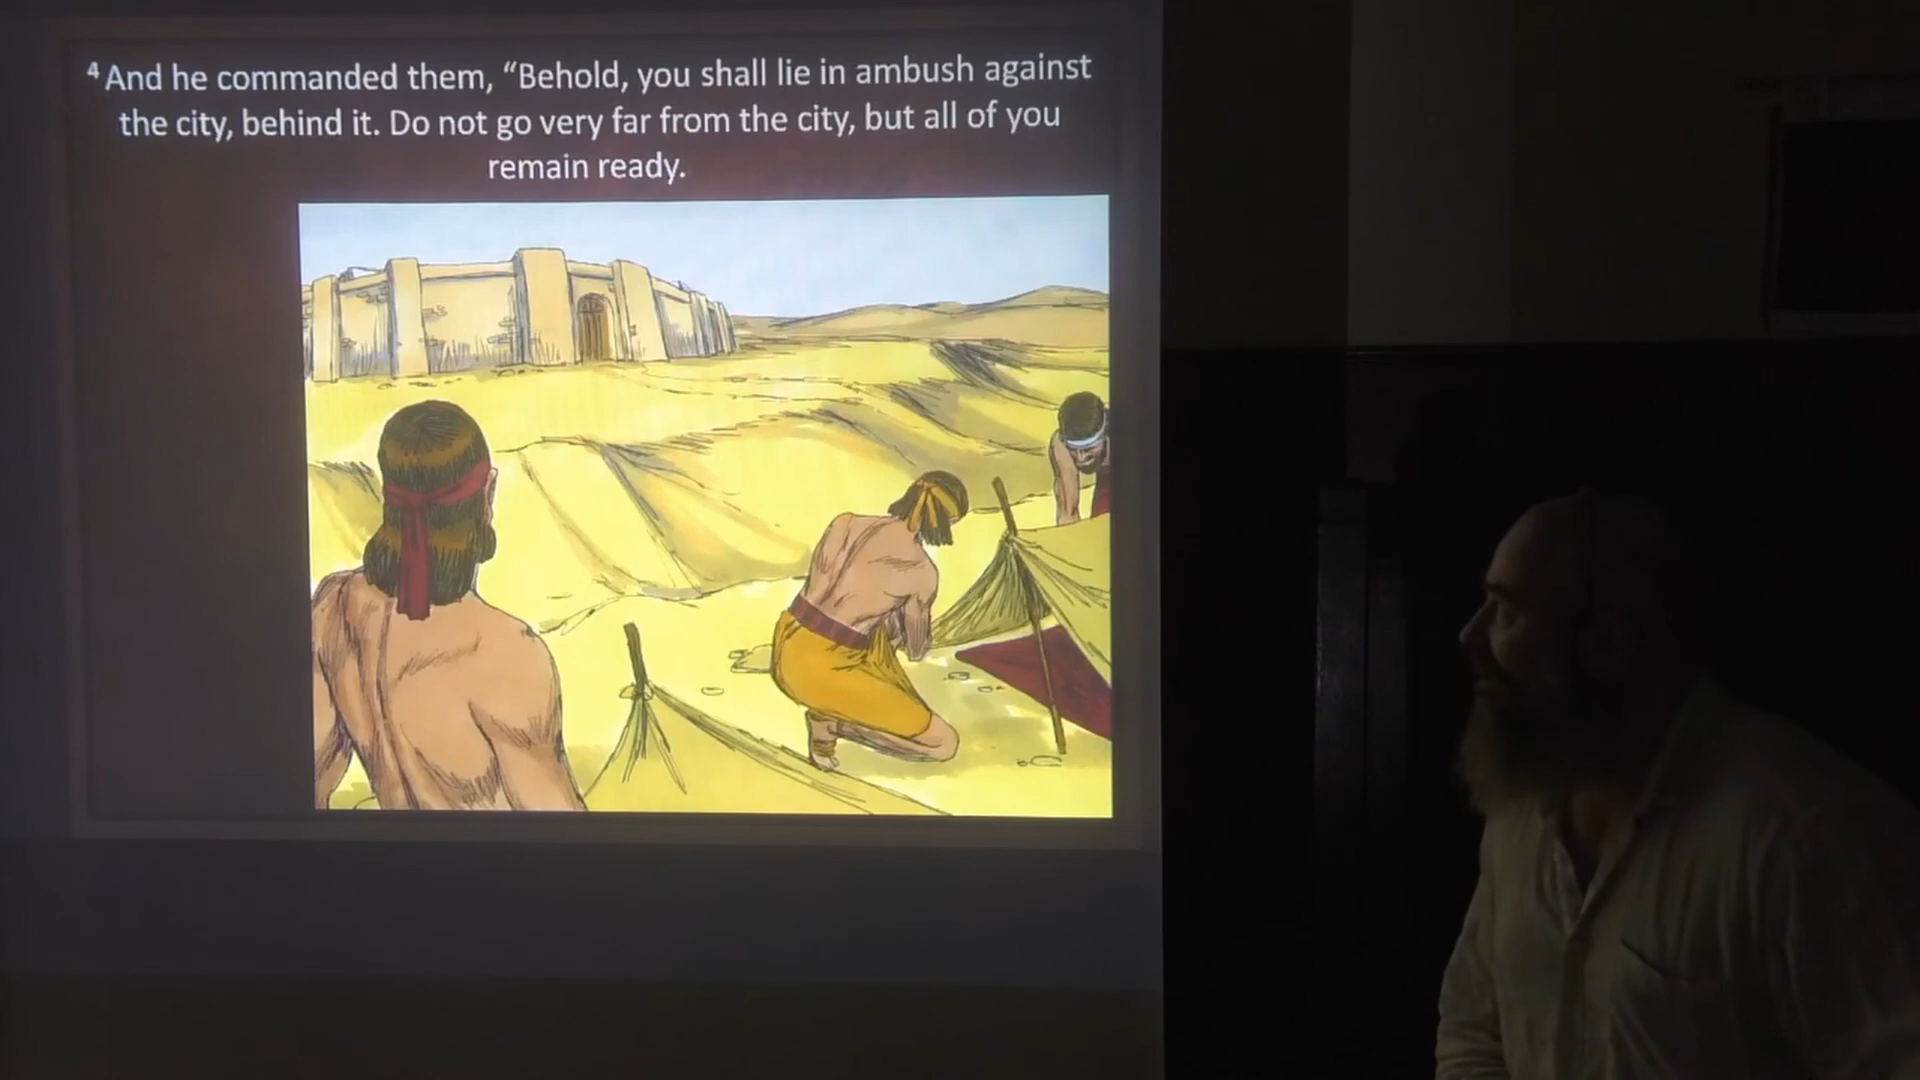 ⁴ And he commanded them, “Behold, you shall lie in ambush against
the city, behind it. Do not go very far from the city, but all of you
remain ready.